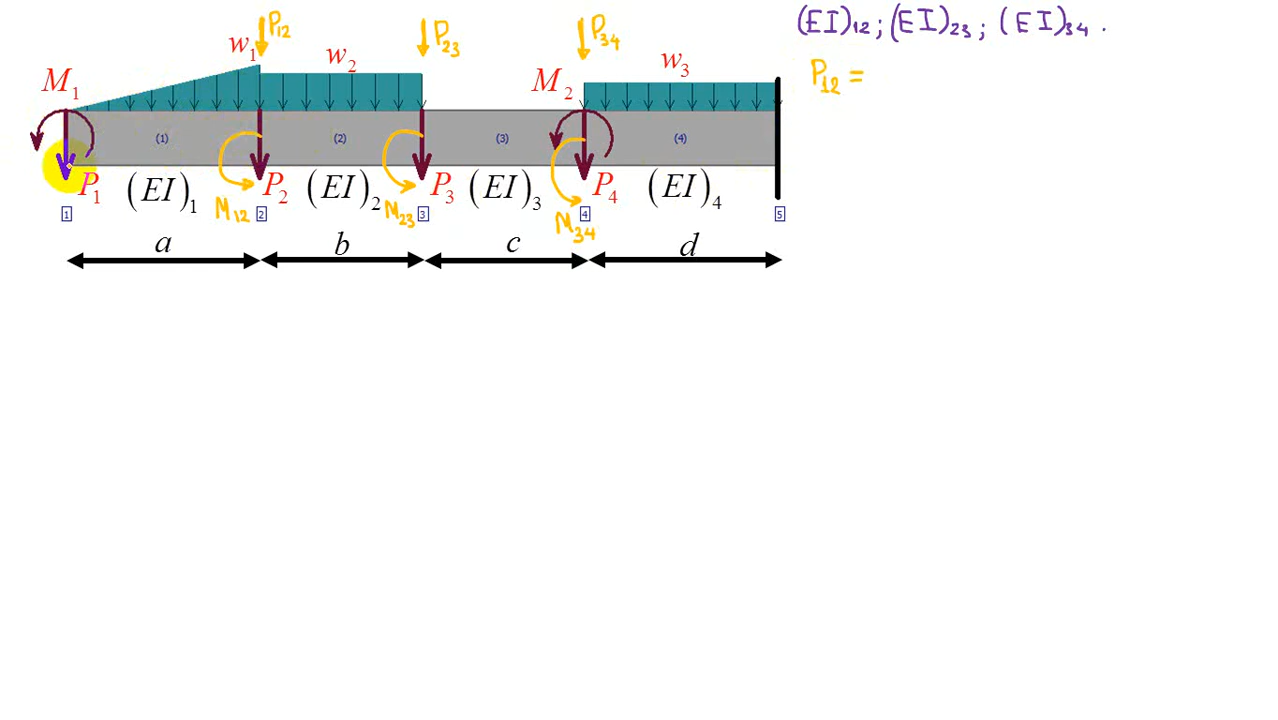 (EI)₁₂ ; (EI)₂₃ ; (EI)₃₄ .
P₁₂ =
P₁₂ P₂₃ P₃₄
w₁ w₂ w₃
M₁ M₂
(1) (2) (3) (4)
P₁ (EI)₁ P₂ (EI)₂ P₃ (EI)₃ P₄ (EI)₄
M₁₂ M₂₃ M₃₄
1 2 3 4 5
a b c d